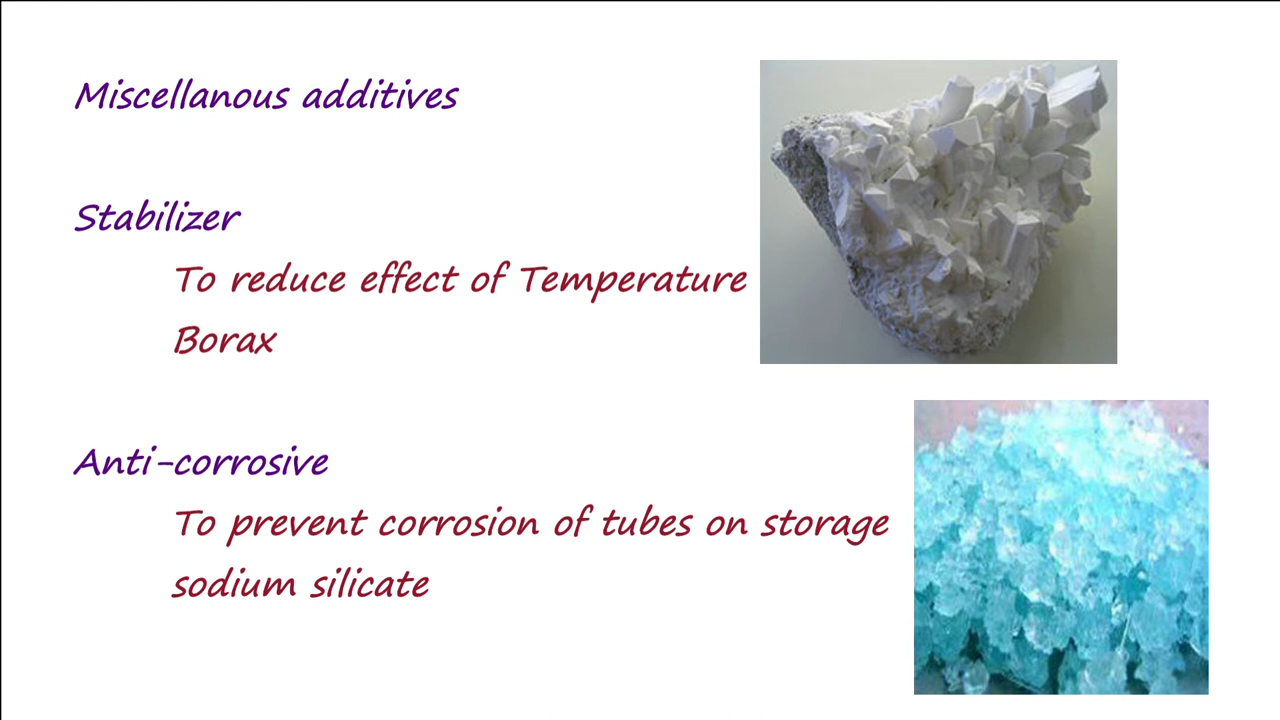 Miscellanous additives
Stabilizer
To reduce effect of Temperature
Borax
Anti-corrosive
To prevent corrosion of tubes on storage
sodium silicate